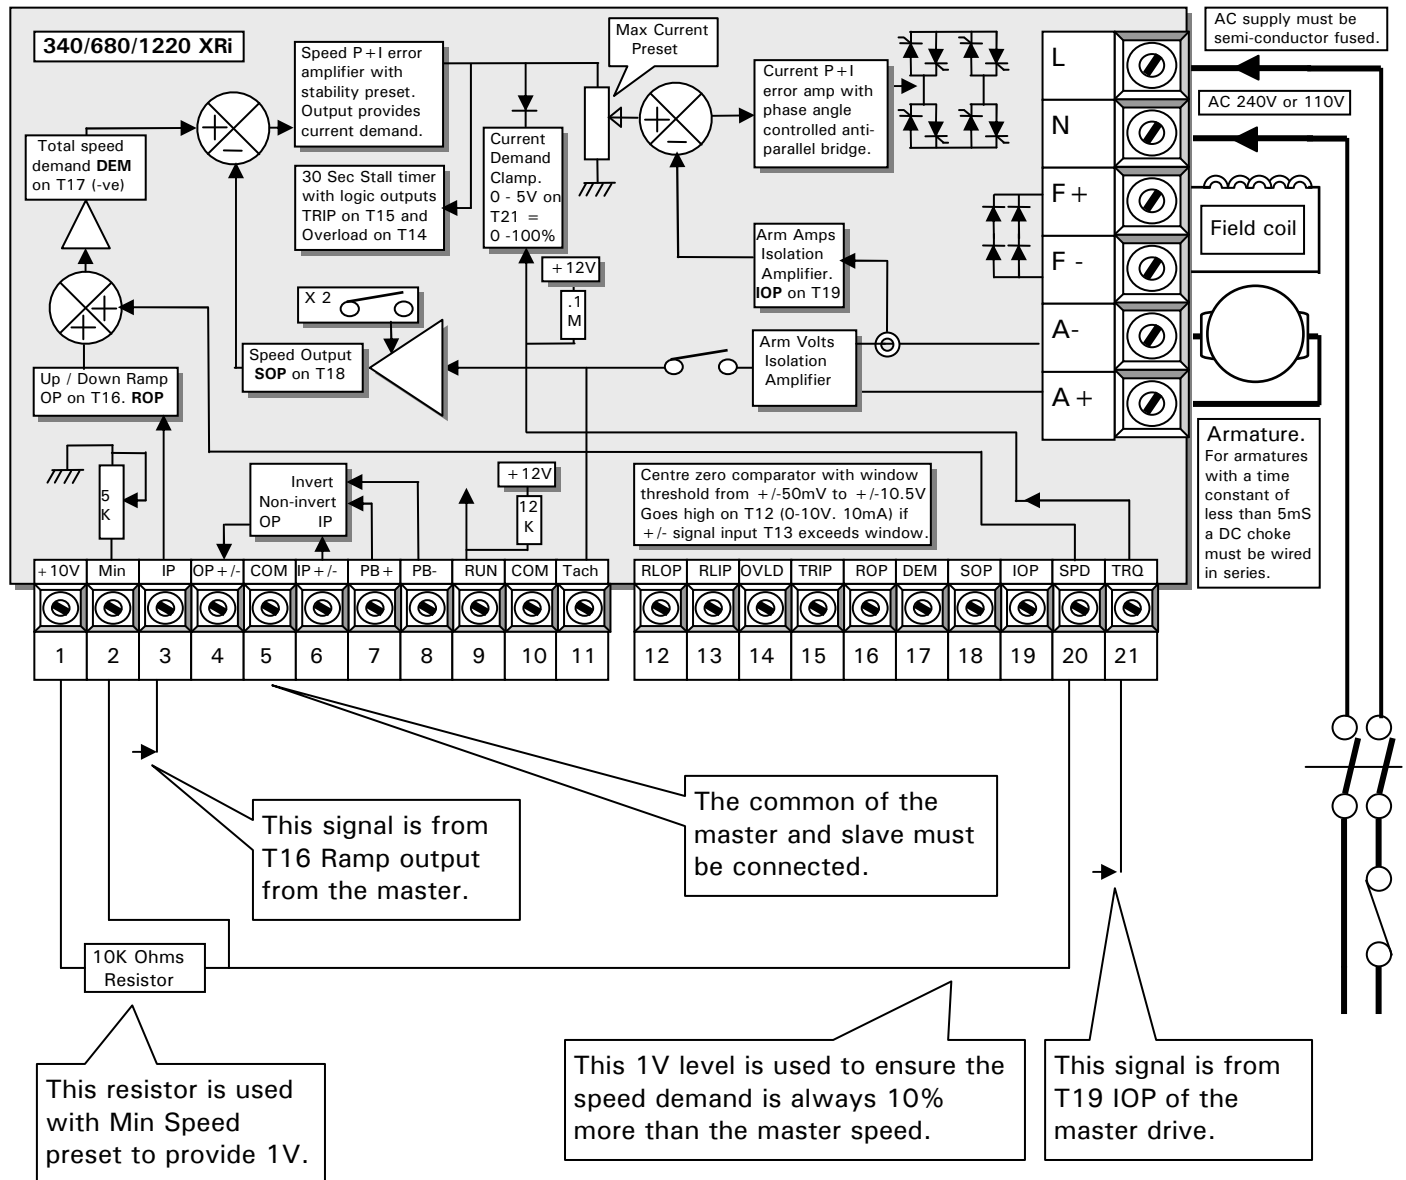 340/680/1220 XRi
Speed P+I error
amplifier with
stability preset.
Output provides
current demand.
Max Current
Preset
Current P+I
error amp with
phase angle
controlled anti-
parallel bridge.
AC supply must be
semi-conductor fused.
AC 240V or 110V
L
N
F+
F -
A-
A+
Field coil
Total speed
demand DEM
on T17 (-ve)
30 Sec Stall timer
with logic outputs
TRIP on T15 and
Overload on T14
Current
Demand
Clamp.
0 - 5V on
T21 =
0 -100%
+12V
.1
M
Arm Amps
Isolation
Amplifier.
IOP on T19
X 2
Speed Output
SOP on T18
Arm Volts
Isolation
Amplifier
Up / Down Ramp
OP on T16. ROP
5
K
Invert
Non-invert
OP IP
+12V
12
K
Centre zero comparator with window
threshold from +/-50mV to +/-10.5V
Goes high on T12 (0-10V. 10mA) if
+/- signal input T13 exceeds window.
Armature.
For armatures
with a time
constant of
less than 5mS
a DC choke
must be wired
in series.
+10V Min IP OP+/- COM IP+/- PB+ PB- RUN COM Tach
RLOP RLIP OVLD TRIP ROP DEM SOP IOP SPD TRQ
1 2 3 4 5 6 7 8 9 10 11
12 13 14 15 16 17 18 19 20 21
This signal is from
T16 Ramp output
from the master.
The common of the
master and slave must
be connected.
10K Ohms
Resistor
This resistor is used
with Min Speed
preset to provide 1V.
This 1V level is used to ensure the
speed demand is always 10%
more than the master speed.
This signal is from
T19 IOP of the
master drive.